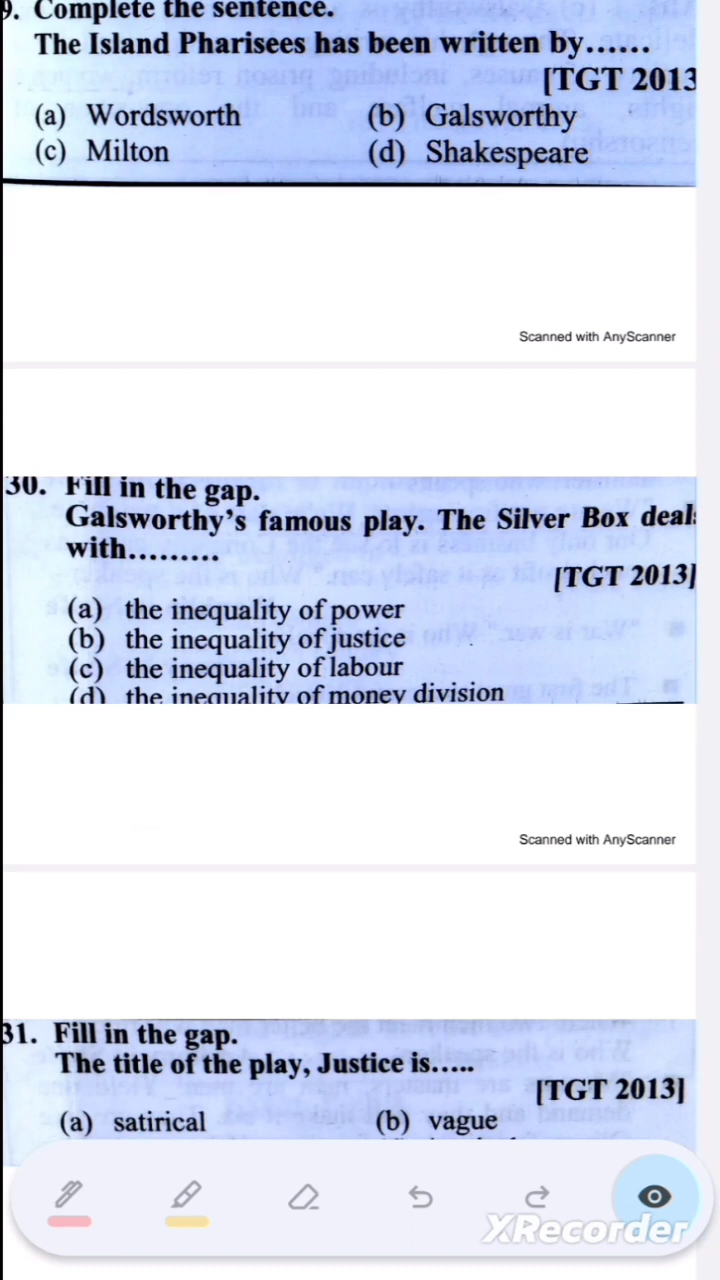 9. Complete the sentence.
The Island Pharisees has been written by.......
[TGT 2013
(a) Wordsworth (b) Galsworthy
(c) Milton (d) Shakespeare
Scanned with AnyScanner
30. Fill in the gap.
Galsworthy's famous play. The Silver Box deals
with.....
[TGT 2013]
(a) the inequality of power
(b) the inequality of justice
(c) the inequality of labour
(d) the inequality of money division
Scanned with AnyScanner
31. Fill in the gap.
The title of the play, Justice is.....
[TGT 2013]
(a) satirical (b) vague
XRecorder